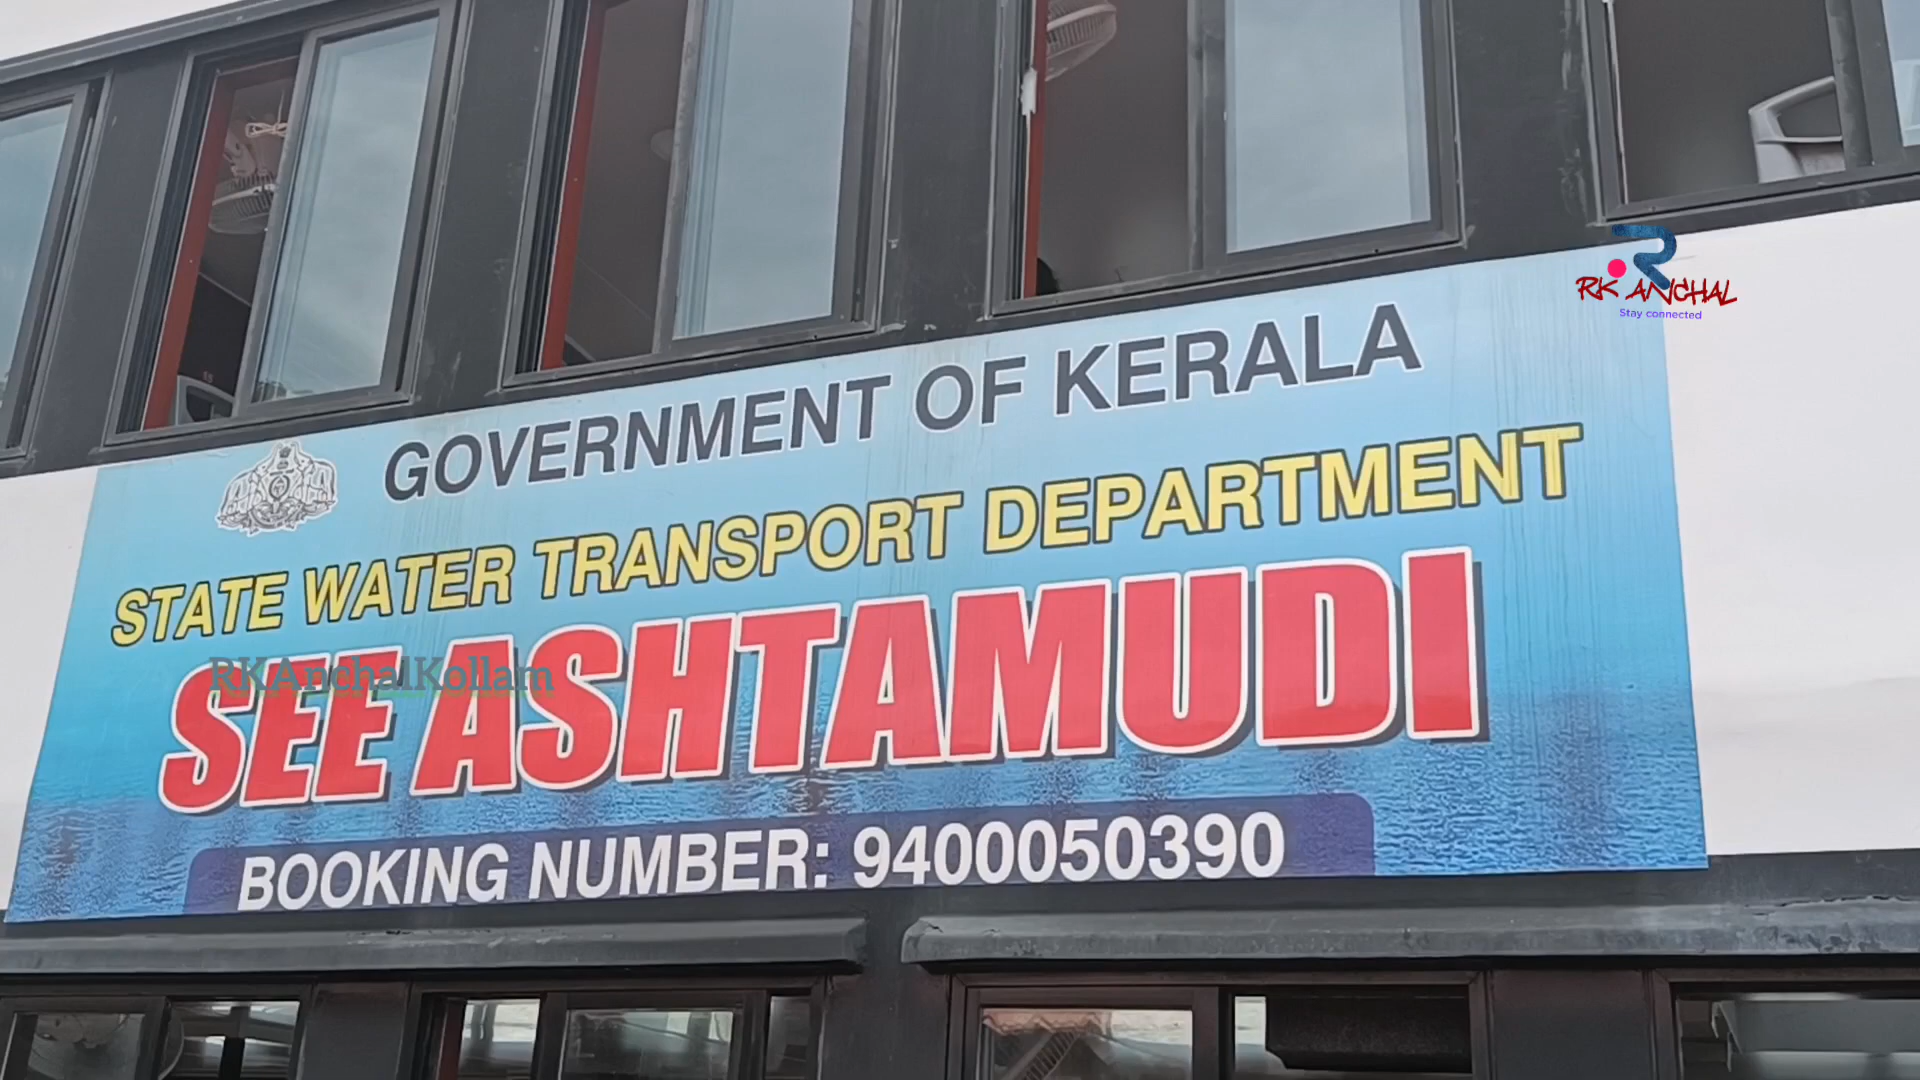 RK ANCHAL
Stay connected
GOVERNMENT OF KERALA
STATE WATER TRANSPORT DEPARTMENT
SEE ASHTAMUDI
RKAnchalKollam
BOOKING NUMBER: 9400050390